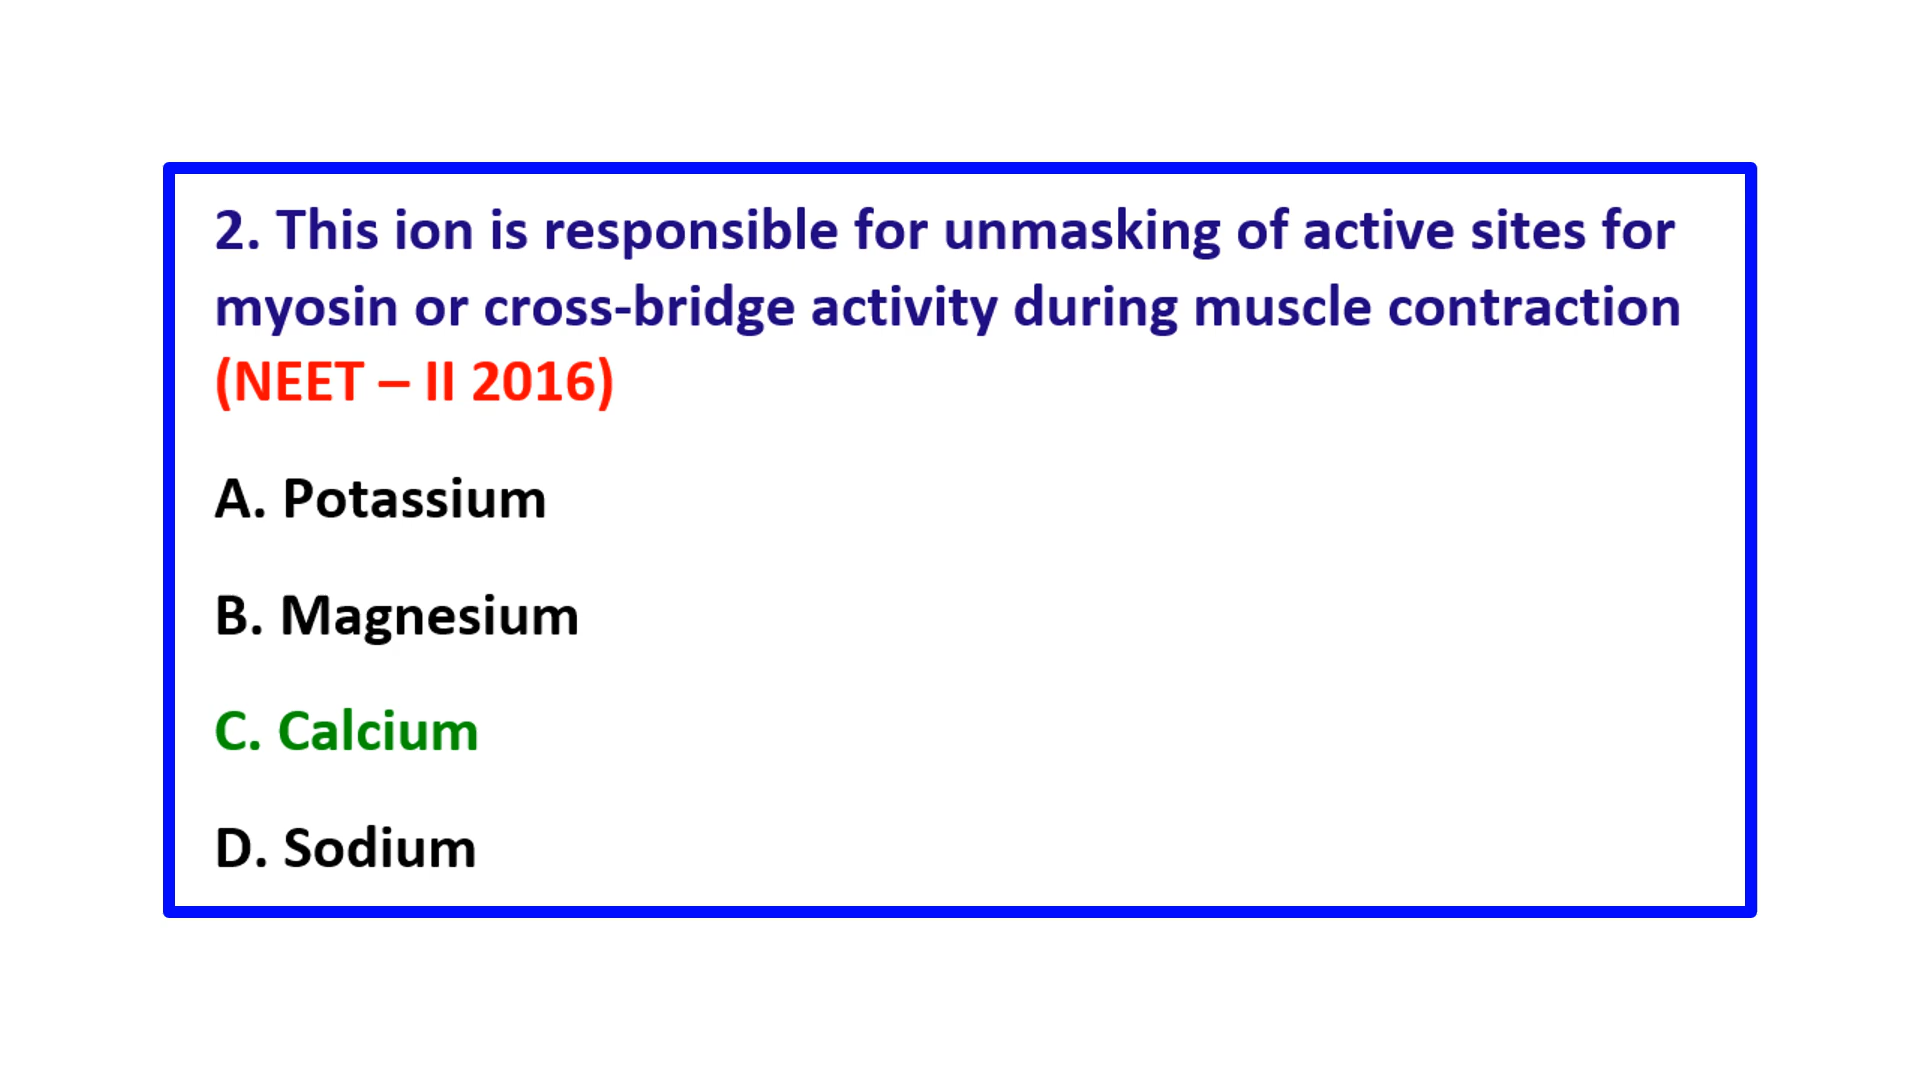 2. This ion is responsible for unmasking of active sites for
myosin or cross-bridge activity during muscle contraction
(NEET – II 2016)
A. Potassium
B. Magnesium
C. Calcium
D. Sodium